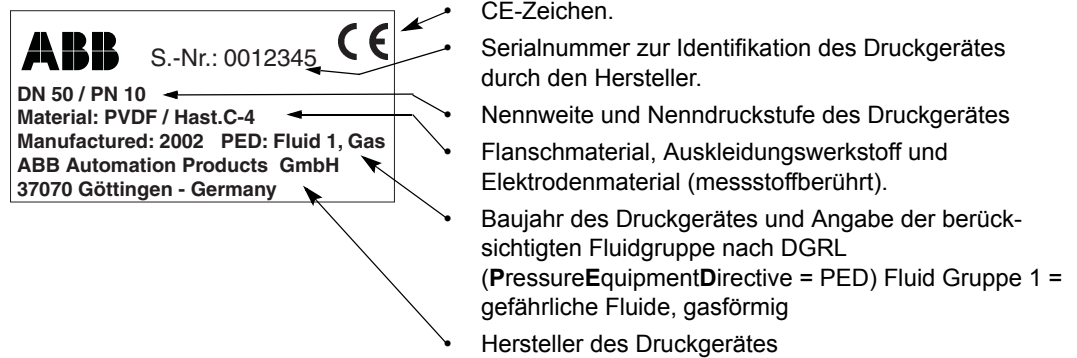 ABB S.-Nr.: 0012345 CE
DN 50 / PN 10
Material: PVDF / Hast.C-4
Manufactured: 2002 PED: Fluid 1, Gas
ABB Automation Products GmbH
37070 Göttingen - Germany
• CE-Zeichen.
• Serialnummer zur Identifikation des Druckgerätes
durch den Hersteller.
• Nennweite und Nenndruckstufe des Druckgerätes
• Flanschmaterial, Auskleidungswerkstoff und
Elektrodenmaterial (messstoffberührt).
• Baujahr des Druckgerätes und Angabe der berück-
sichtigten Fluidgruppe nach DGRL
(PressureEquipmentDirective = PED) Fluid Gruppe 1 =
gefährliche Fluide, gasförmig
• Hersteller des Druckgerätes